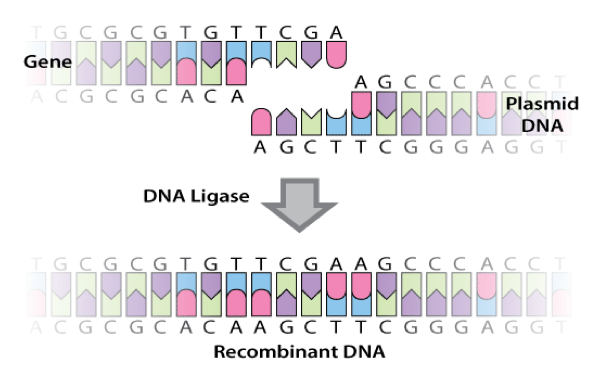 T G C G C G T G T T C G A
Gene
A C G C G C A C A
A G C C C A C C T
Plasmid
DNA
A G C T T C G G G A G G T
DNA Ligase
T G C G C G T G T T C G A A G C C C A C C T
A C G C G C A C A A G C T T C G G G A G G T
Recombinant DNA